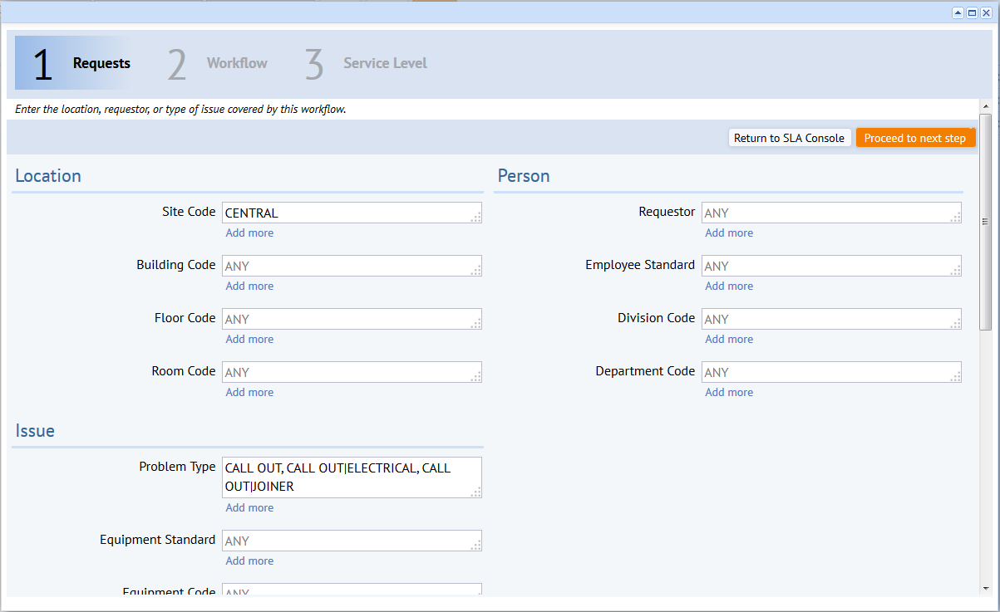 1 Requests 2 Workflow 3 Service Level
Enter the location, requestor, or type of issue covered by this workflow.
Return to SLA Console Proceed to next step
Location
Site Code CENTRAL
Add more
Building Code ANY
Add more
Floor Code ANY
Add more
Room Code ANY
Add more
Person
Requestor ANY
Add more
Employee Standard ANY
Add more
Division Code ANY
Add more
Department Code ANY
Add more
Issue
Problem Type CALL OUT, CALL OUT|ELECTRICAL, CALL
OUT|JOINER
Add more
Equipment Standard ANY
Add more
Equipment Code ANY